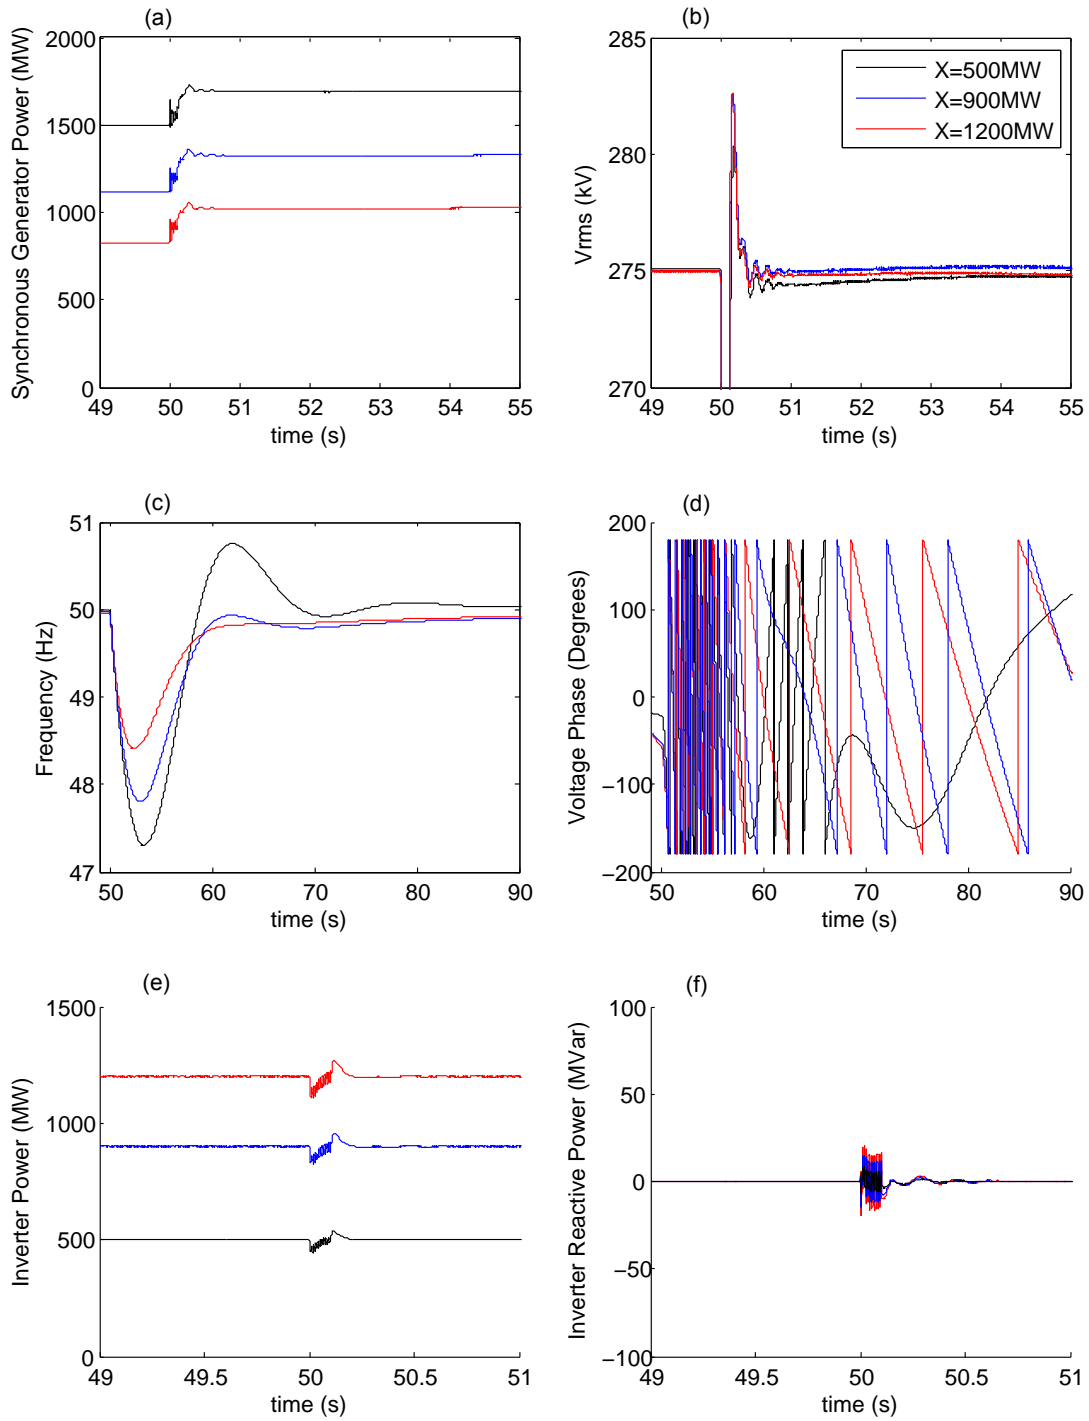 (a)
(b)
Synchronous Generator Power (MW)
2000
1500
1000
500
0
49
50
51
52
53
54
55
time (s)
Vrms (kV)
285
280
275
270
X=500MW
X=900MW
X=1200MW
49
50
51
52
53
54
55
time (s)
(c)
(d)
Frequency (Hz)
51
50
49
48
47
50
60
70
80
90
time (s)
Voltage Phase (Degrees)
200
100
0
−100
−200
50
60
70
80
90
time (s)
(e)
(f)
Inverter Power (MW)
1500
1000
500
0
49
49.5
50
50.5
51
time (s)
Inverter Reactive Power (MVar)
100
50
0
−50
−100
49
49.5
50
50.5
51
time (s)